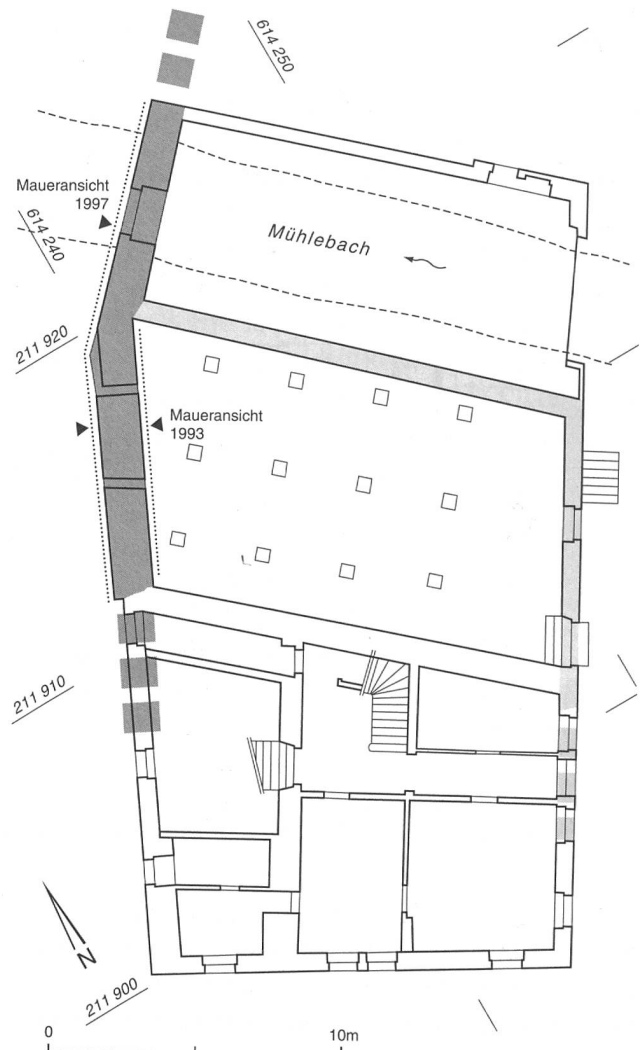 614 250
Maueransicht
1997
614 240
Mühlebach
211 920
Maueransicht
1993
211 910
N
211 900
0 10m